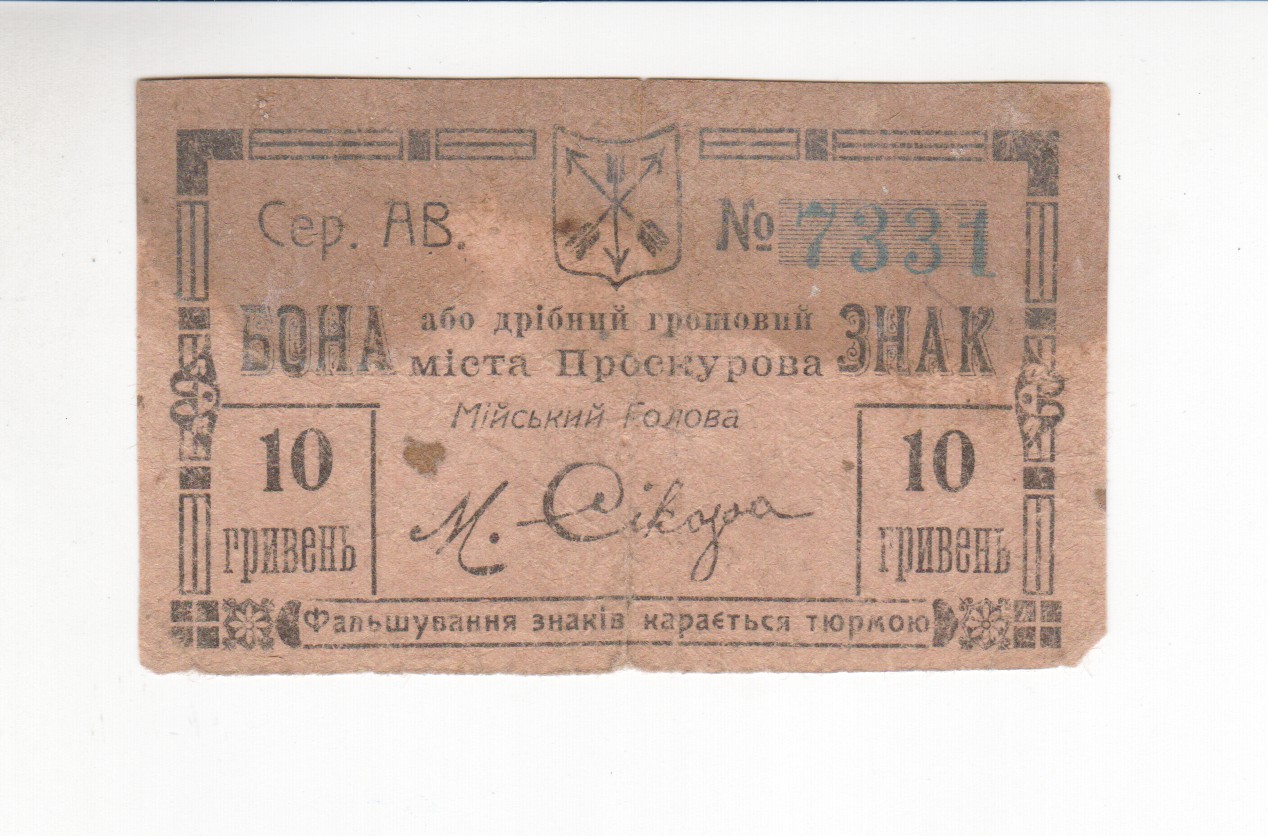 Сер. АВ.
№ 7331
БОНА або дрібний грошовий ЗНАК
міста Проскурова
Мійський Голова
10 гривень
М. Сікора
10 гривень
Фальшування знаків карається тюрмою